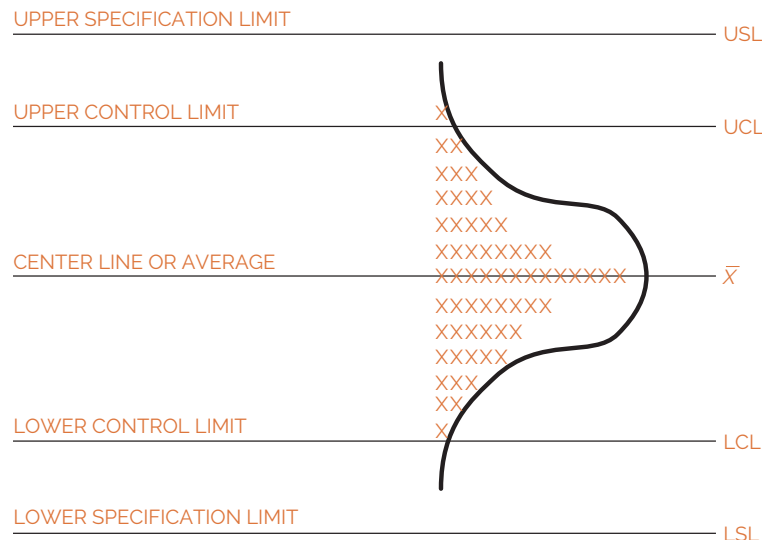 UPPER SPECIFICATION LIMIT
USL
UPPER CONTROL LIMIT
X
UCL
XX
XXX
XXXX
XXXXX
XXXXXXXX
CENTER LINE OR AVERAGE
XXXXXXXXXXXXX
X̅
XXXXXXXX
XXXXXX
XXXXX
XXX
XX
LOWER CONTROL LIMIT
X
LCL
LOWER SPECIFICATION LIMIT
LSL